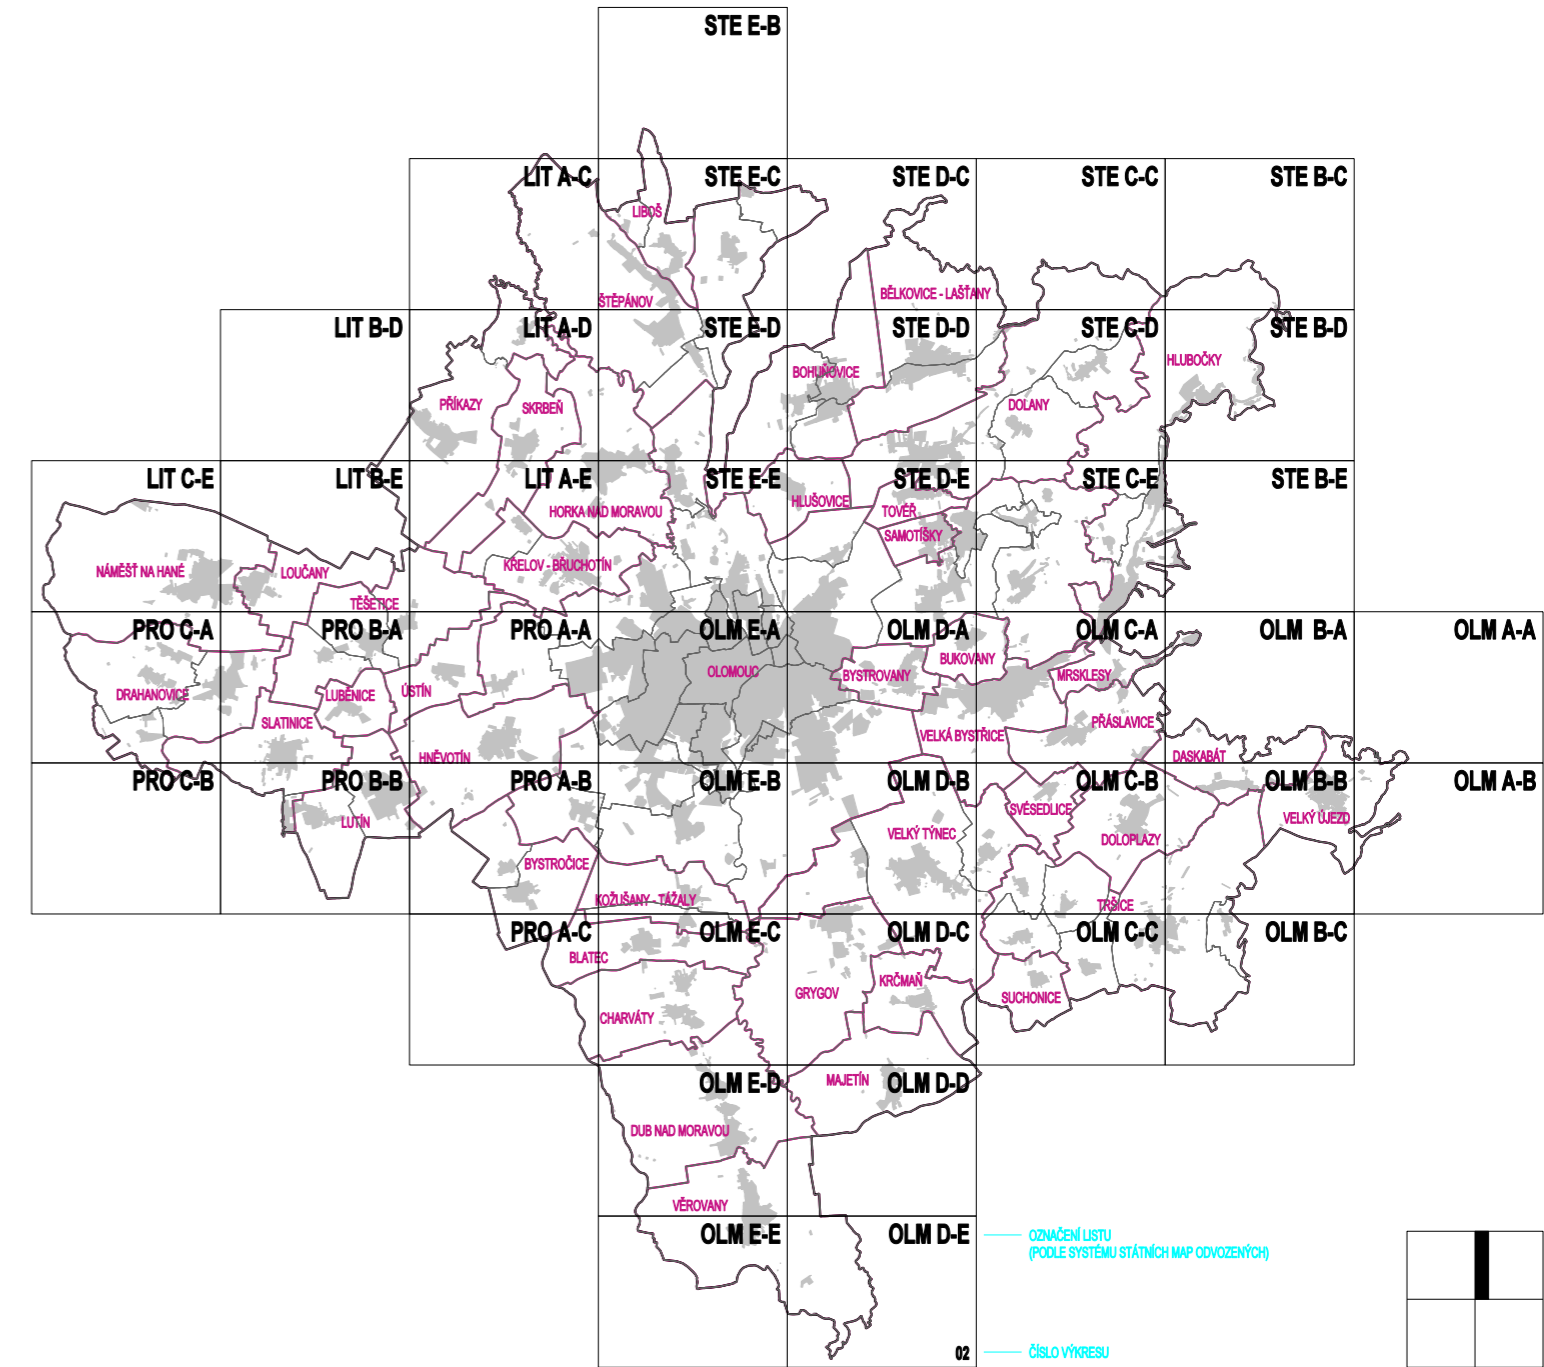 STE E-B
LIT A-C
STE E-C
STE D-C
STE C-C
STE B-C
LIBOŠ
BĚLKOVICE - LAŠŤANY
ŠTĚPÁNOV
LIT B-D
LIT A-D
STE E-D
STE D-D
STE C-D
STE B-D
HLUBOČKY
BOHUŇOVICE
PŘÍKAZY
SKRBEŇ
DOLANY
LIT C-E
LIT B-E
LIT A-E
STE E-E
STE D-E
STE C-E
STE B-E
HLUŠOVICE
HORKA NAD MORAVOU
TOVÉŘ
SAMOTÍŠKY
KŘELOV - BŘUCHOTÍN
NÁMĚŠŤ NA HANÉ
LOUČANY
TĚŠETICE
PRO C-A
PRO B-A
PRO A-A
OLM E-A
OLM D-A
OLM C-A
OLM B-A
OLM A-A
BUKOVANY
OLOMOUC
BYSTROVANY
MRSKLESY
DRAHANOVICE
LUBĚNICE
ÚSTÍN
SLATINICE
PŘÁSLAVICE
VELKÁ BYSTŘICE
HNĚVOTÍN
DASKABÁT
PRO C-B
PRO B-B
PRO A-B
OLM E-B
OLM D-B
OLM C-B
OLM B-B
OLM A-B
SVÉSEDLICE
LUTÍN
VELKÝ ÚJEZD
VELKÝ TÝNEC
DOLOPLAZY
BYSTROČICE
KOŽUŠANY - TÁŽALY
TRŠICE
PRO A-C
OLM E-C
OLM D-C
OLM C-C
OLM B-C
BLATEC
KRČMAŇ
GRYGOV
SUCHONICE
CHARVÁTY
OLM E-D
OLM D-D
MAJETÍN
DUB NAD MORAVOU
VĚROVANY
OLM E-E
OLM D-E
OZNAČENÍ LISTU
(PODLE SYSTÉMU STÁTNÍCH MAP ODVOZENÝCH)
02
ČÍSLO VÝKRESU